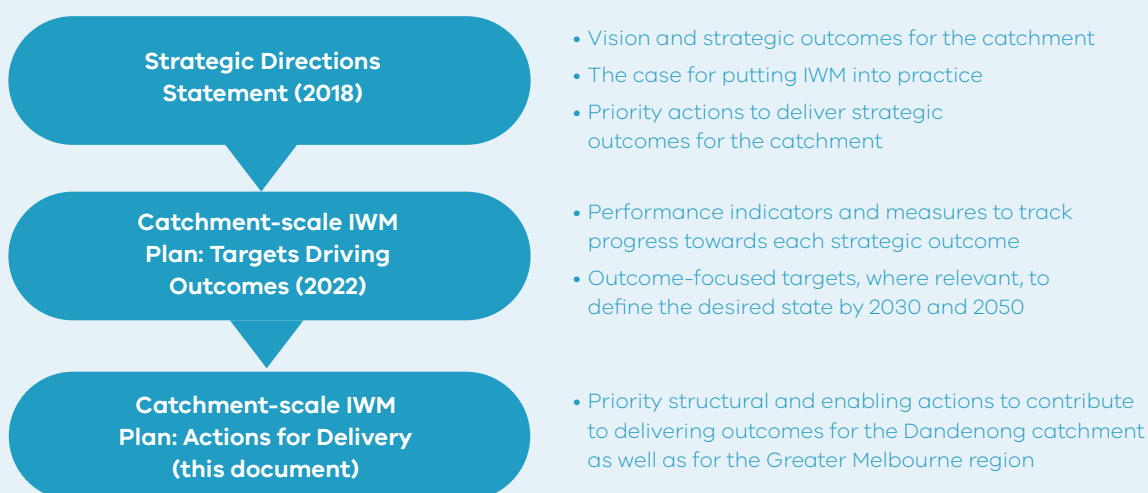 Strategic Directions
Statement (2018)
• Vision and strategic outcomes for the catchment
• The case for putting IWM into practice
• Priority actions to deliver strategic
outcomes for the catchment
Catchment-scale IWM
Plan: Targets Driving
Outcomes (2022)
• Performance indicators and measures to track
progress towards each strategic outcome
• Outcome-focused targets, where relevant, to
define the desired state by 2030 and 2050
Catchment-scale IWM
Plan: Actions for Delivery
(this document)
• Priority structural and enabling actions to contribute
to delivering outcomes for the Dandenong catchment
as well as for the Greater Melbourne region